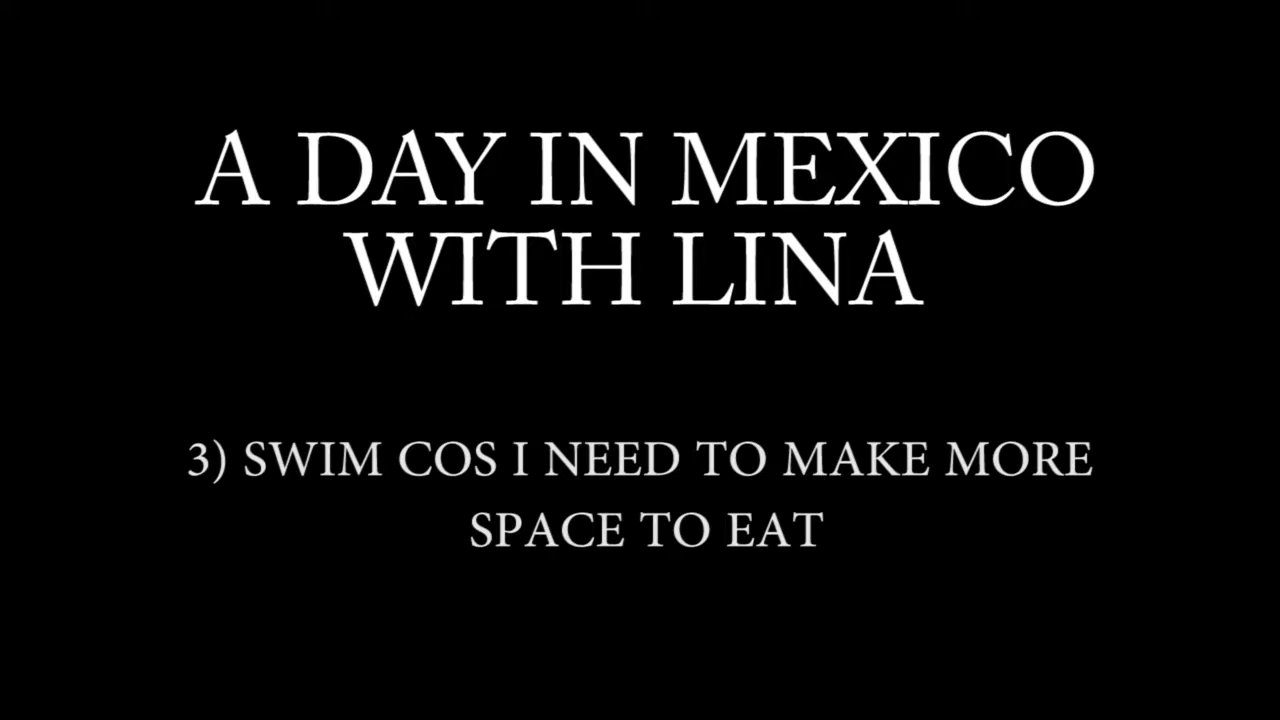 A DAY IN MEXICO
WITH LINA
3) SWIM COS I NEED TO MAKE MORE
SPACE TO EAT